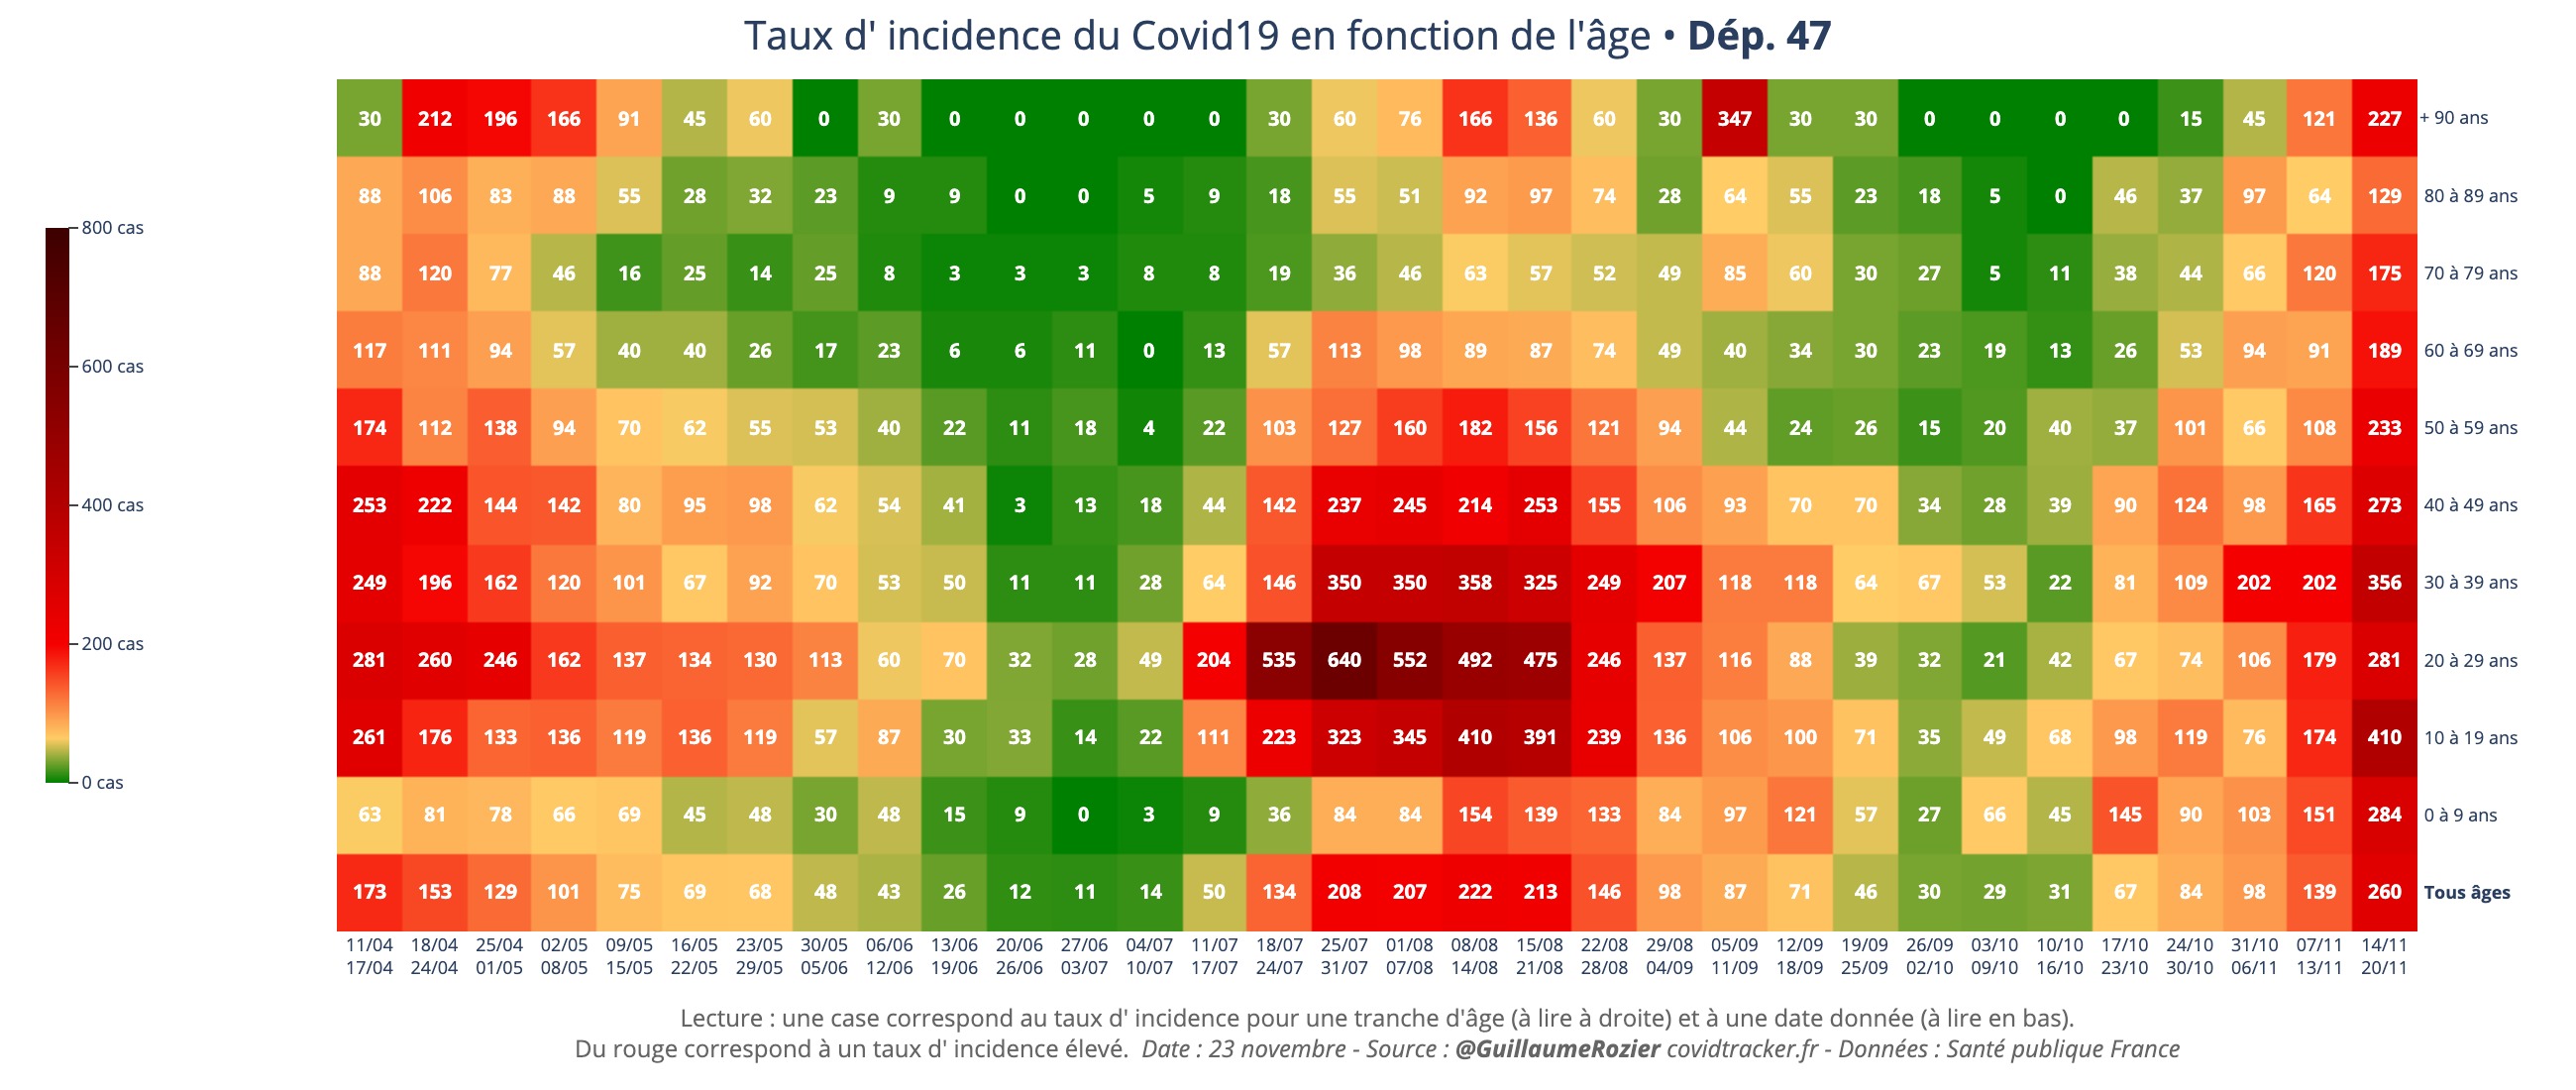 Taux d' incidence du Covid19 en fonction de l'âge • Dép. 47
800 cas
600 cas
400 cas
200 cas
0 cas
30 212 196 166 91 45 60 0 30 0 0 0 0 0 30 60 76 166 136 60 30 347 30 30 0 0 0 0 15 45 121 227 + 90 ans
88 106 83 88 55 28 32 23 9 9 0 0 5 9 18 55 51 92 97 74 28 64 55 23 18 5 0 46 37 97 64 129 80 à 89 ans
88 120 77 46 16 25 14 25 8 3 3 3 8 8 19 36 46 63 57 52 49 85 60 30 27 5 11 38 44 66 120 175 70 à 79 ans
117 111 94 57 40 40 26 17 23 6 6 11 0 13 57 113 98 89 87 74 49 40 34 30 23 19 13 26 53 94 91 189 60 à 69 ans
174 112 138 94 70 62 55 53 40 22 11 18 4 22 103 127 160 182 156 121 94 44 24 26 15 20 40 37 101 66 108 233 50 à 59 ans
253 222 144 142 80 95 98 62 54 41 3 13 18 44 142 237 245 214 253 155 106 93 70 70 34 28 39 90 124 98 165 273 40 à 49 ans
249 196 162 120 101 67 92 70 53 50 11 11 28 64 146 350 350 358 325 249 207 118 118 64 67 53 22 81 109 202 202 356 30 à 39 ans
281 260 246 162 137 134 130 113 60 70 32 28 49 204 535 640 552 492 475 246 137 116 88 39 32 21 42 67 74 106 179 281 20 à 29 ans
261 176 133 136 119 136 119 57 87 30 33 14 22 111 223 323 345 410 391 239 136 106 100 71 35 49 68 98 119 76 174 410 10 à 19 ans
63 81 78 66 69 45 48 30 48 15 9 0 3 9 36 84 84 154 139 133 84 97 121 57 27 66 45 145 90 103 151 284 0 à 9 ans
173 153 129 101 75 69 68 48 43 26 12 11 14 50 134 208 207 222 213 146 98 87 71 46 30 29 31 67 84 98 139 260 Tous âges
11/04 18/04 25/04 02/05 09/05 16/05 23/05 30/05 06/06 13/06 20/06 27/06 04/07 11/07 18/07 25/07 01/08 08/08 15/08 22/08 29/08 05/09 12/09 19/09 26/09 03/10 10/10 17/10 24/10 31/10 07/11 14/11
17/04 24/04 01/05 08/05 15/05 22/05 29/05 05/06 12/06 19/06 26/06 03/07 10/07 17/07 24/07 31/07 07/08 14/08 21/08 28/08 04/09 11/09 18/09 25/09 02/10 09/10 16/10 23/10 30/10 06/11 13/11 20/11
Lecture : une case correspond au taux d' incidence pour une tranche d'âge (à lire à droite) et à une date donnée (à lire en bas).
Du rouge correspond à un taux d' incidence élevé. Date : 23 novembre - Source : @GuillaumeRozier covidtracker.fr - Données : Santé publique France